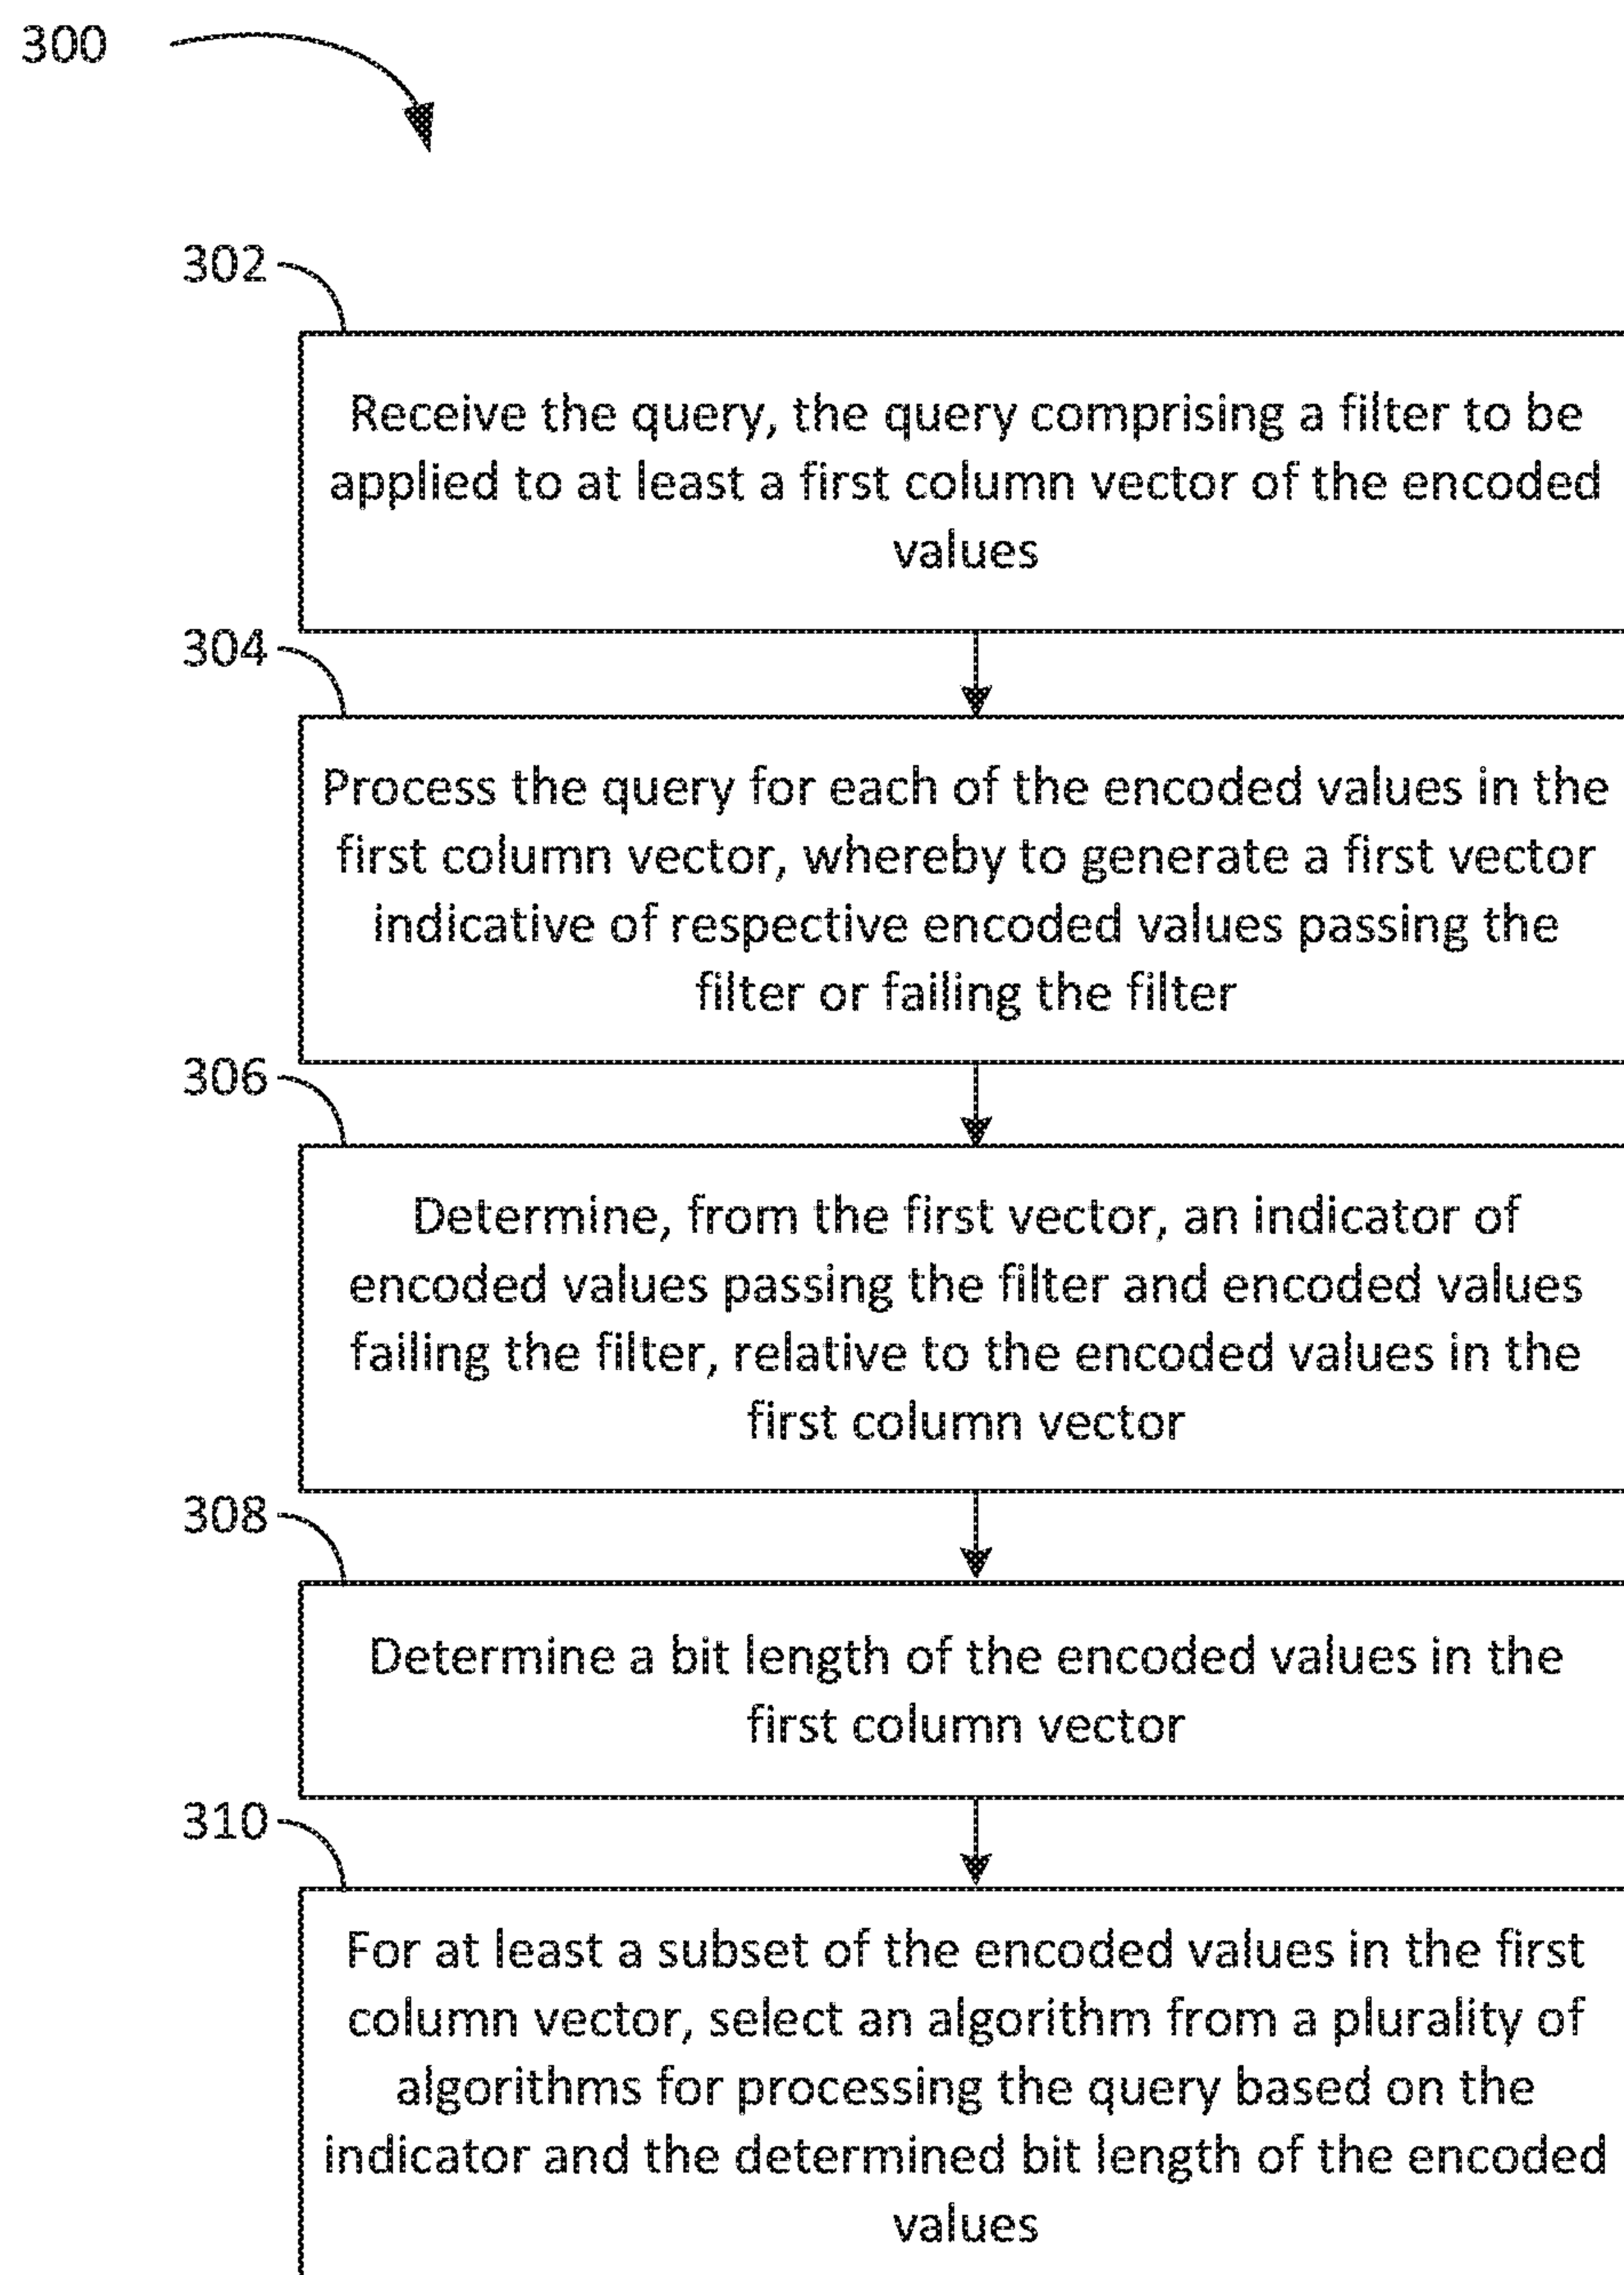 300
302
Receive the query, the query comprising a filter to be
applied to at least a first column vector of the encoded
values
304
Process the query for each of the encoded values in the
first column vector, whereby to generate a first vector
indicative of respective encoded values passing the
filter or failing the filter
306
Determine, from the first vector, an indicator of
encoded values passing the filter and encoded values
failing the filter, relative to the encoded values in the
first column vector
308
Determine a bit length of the encoded values in the
first column vector
310
For at least a subset of the encoded values in the first
column vector, select an algorithm from a plurality of
algorithms for processing the query based on the
indicator and the determined bit length of the encoded
values